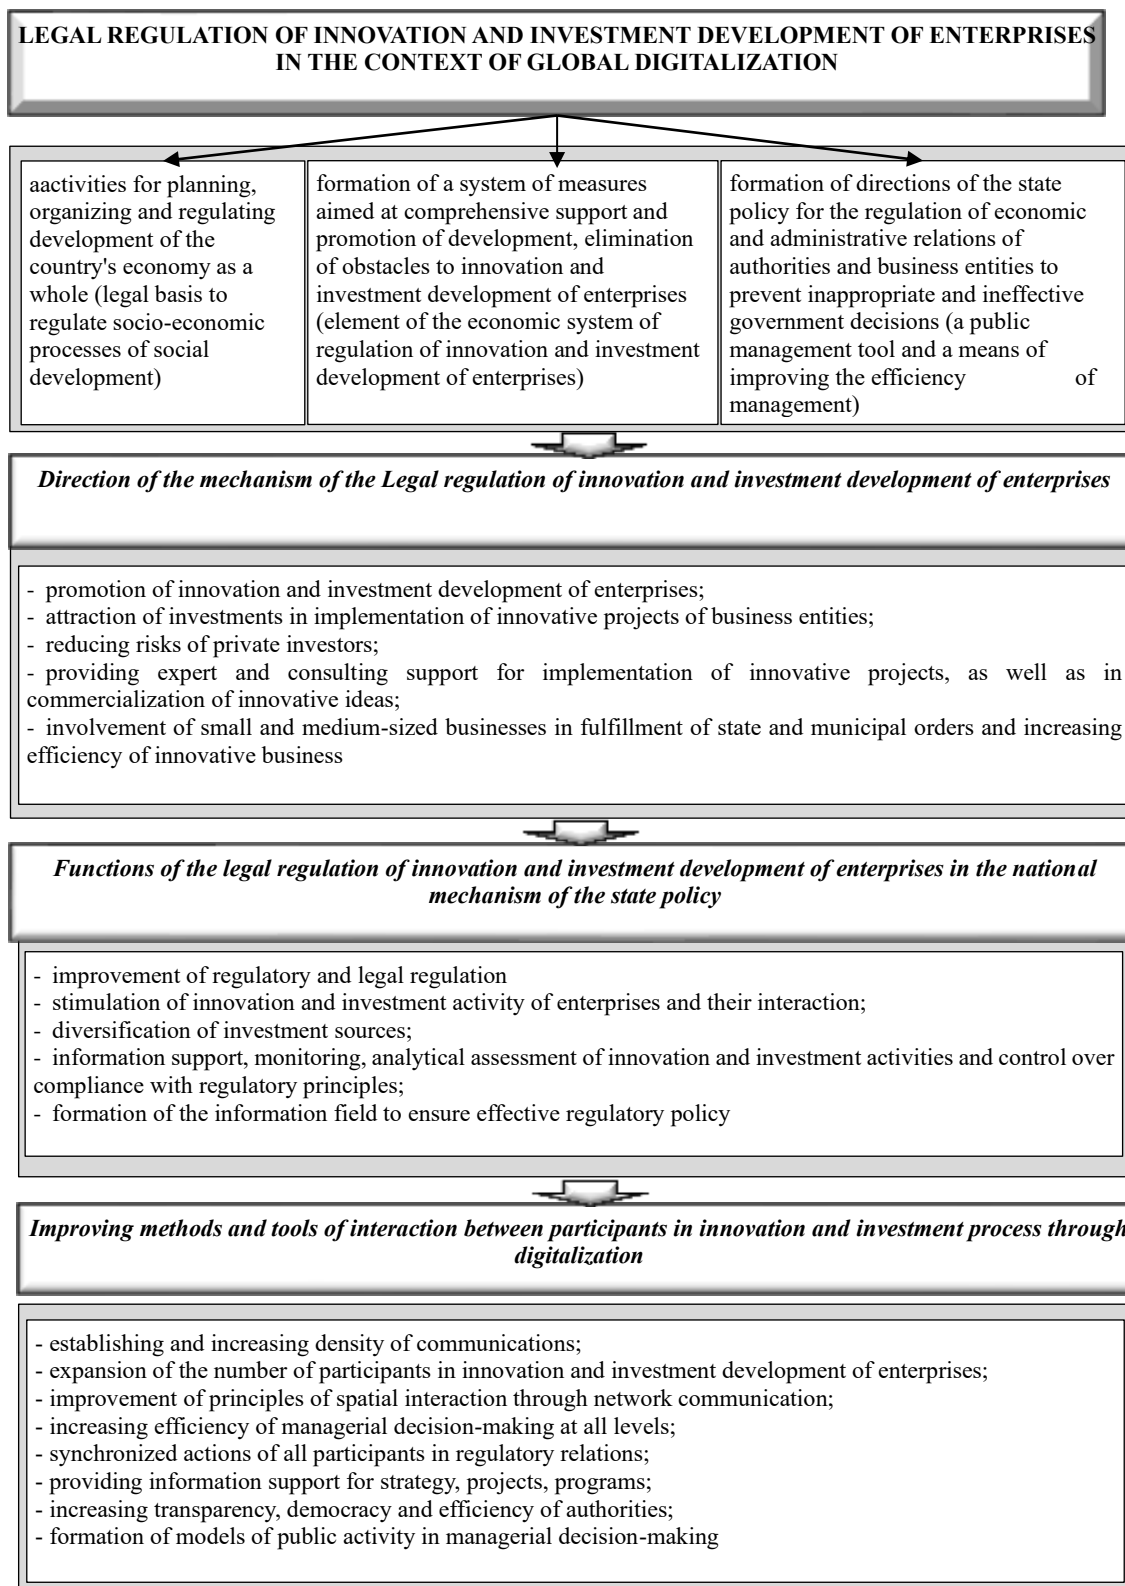 LEGAL REGULATION OF INNOVATION AND INVESTMENT DEVELOPMENT OF ENTERPRISES
IN THE CONTEXT OF GLOBAL DIGITALIZATION
aactivities for planning,
organizing and regulating
development of the
country's economy as a
whole (legal basis to
regulate socio-economic
processes of social
development)
formation of a system of measures
aimed at comprehensive support and
promotion of development, elimination
of obstacles to innovation and
investment development of enterprises
(element of the economic system of
regulation of innovation and investment
development of enterprises)
formation of directions of the state
policy for the regulation of economic
and administrative relations of
authorities and business entities to
prevent inappropriate and ineffective
government decisions (a public
management tool and a means of
improving the efficiency of
management)
Direction of the mechanism of the Legal regulation of innovation and investment development of enterprises
- promotion of innovation and investment development of enterprises;
- attraction of investments in implementation of innovative projects of business entities;
- reducing risks of private investors;
- providing expert and consulting support for implementation of innovative projects, as well as in
commercialization of innovative ideas;
- involvement of small and medium-sized businesses in fulfillment of state and municipal orders and increasing
efficiency of innovative business
Functions of the legal regulation of innovation and investment development of enterprises in the national
mechanism of the state policy
- improvement of regulatory and legal regulation
- stimulation of innovation and investment activity of enterprises and their interaction;
- diversification of investment sources;
- information support, monitoring, analytical assessment of innovation and investment activities and control over
compliance with regulatory principles;
- formation of the information field to ensure effective regulatory policy
Improving methods and tools of interaction between participants in innovation and investment process through
digitalization
- establishing and increasing density of communications;
- expansion of the number of participants in innovation and investment development of enterprises;
- improvement of principles of spatial interaction through network communication;
- increasing efficiency of managerial decision-making at all levels;
- synchronized actions of all participants in regulatory relations;
- providing information support for strategy, projects, programs;
- increasing transparency, democracy and efficiency of authorities;
- formation of models of public activity in managerial decision-making